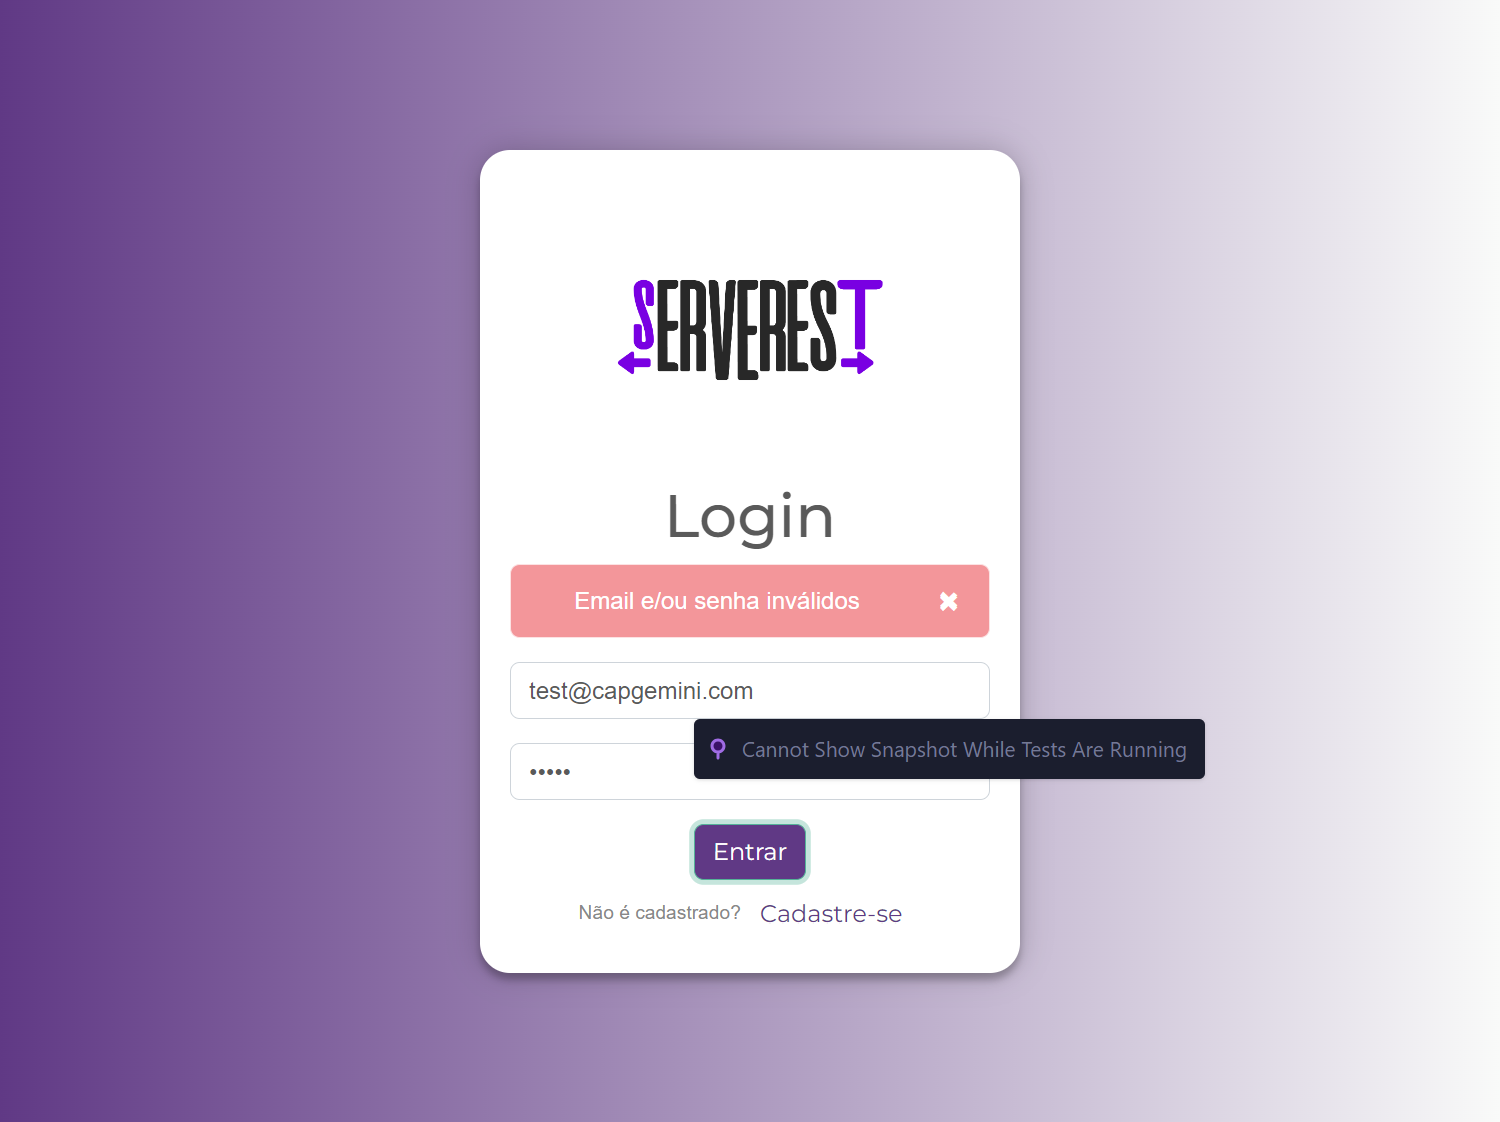 SERVEREST
Login
Email e/ou senha inválidos
test@capgemini.com
Cannot Show Snapshot While Tests Are Running
•••••
Entrar
Não é cadastrado? Cadastre-se